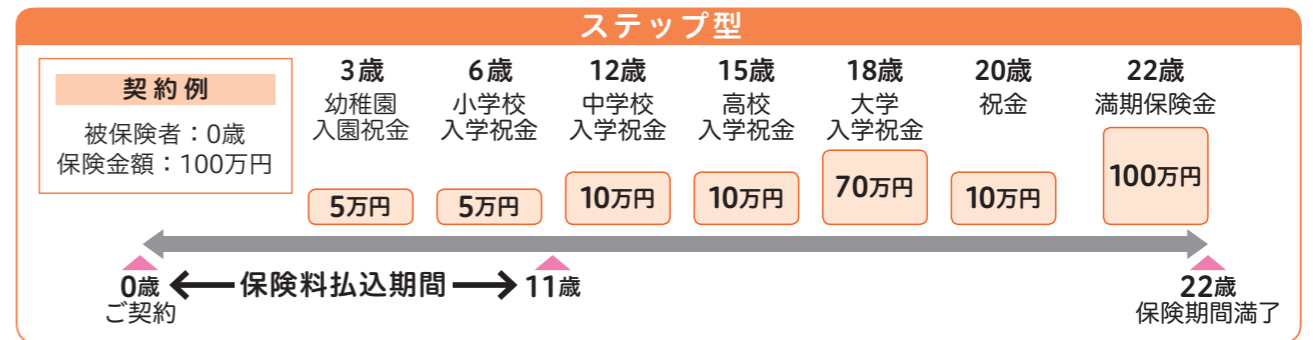 ステップ型
契約例
被保険者：0歳
保険金額：100万円
3歳
幼稚園
入園祝金
5万円
6歳
小学校
入学祝金
5万円
12歳
中学校
入学祝金
10万円
15歳
高校
入学祝金
10万円
18歳
大学
入学祝金
70万円
20歳
祝金
10万円
22歳
満期保険金
100万円
0歳
ご契約
保険料払込期間
11歳
22歳
保険期間満了